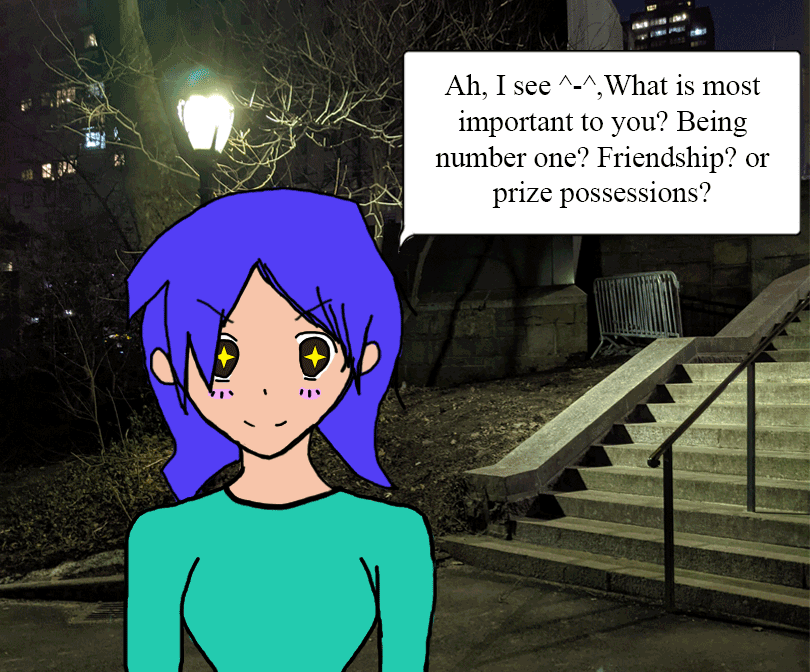 Ah, I see ^-^,What is most
important to you? Being
number one? Friendship? or
prize possessions?